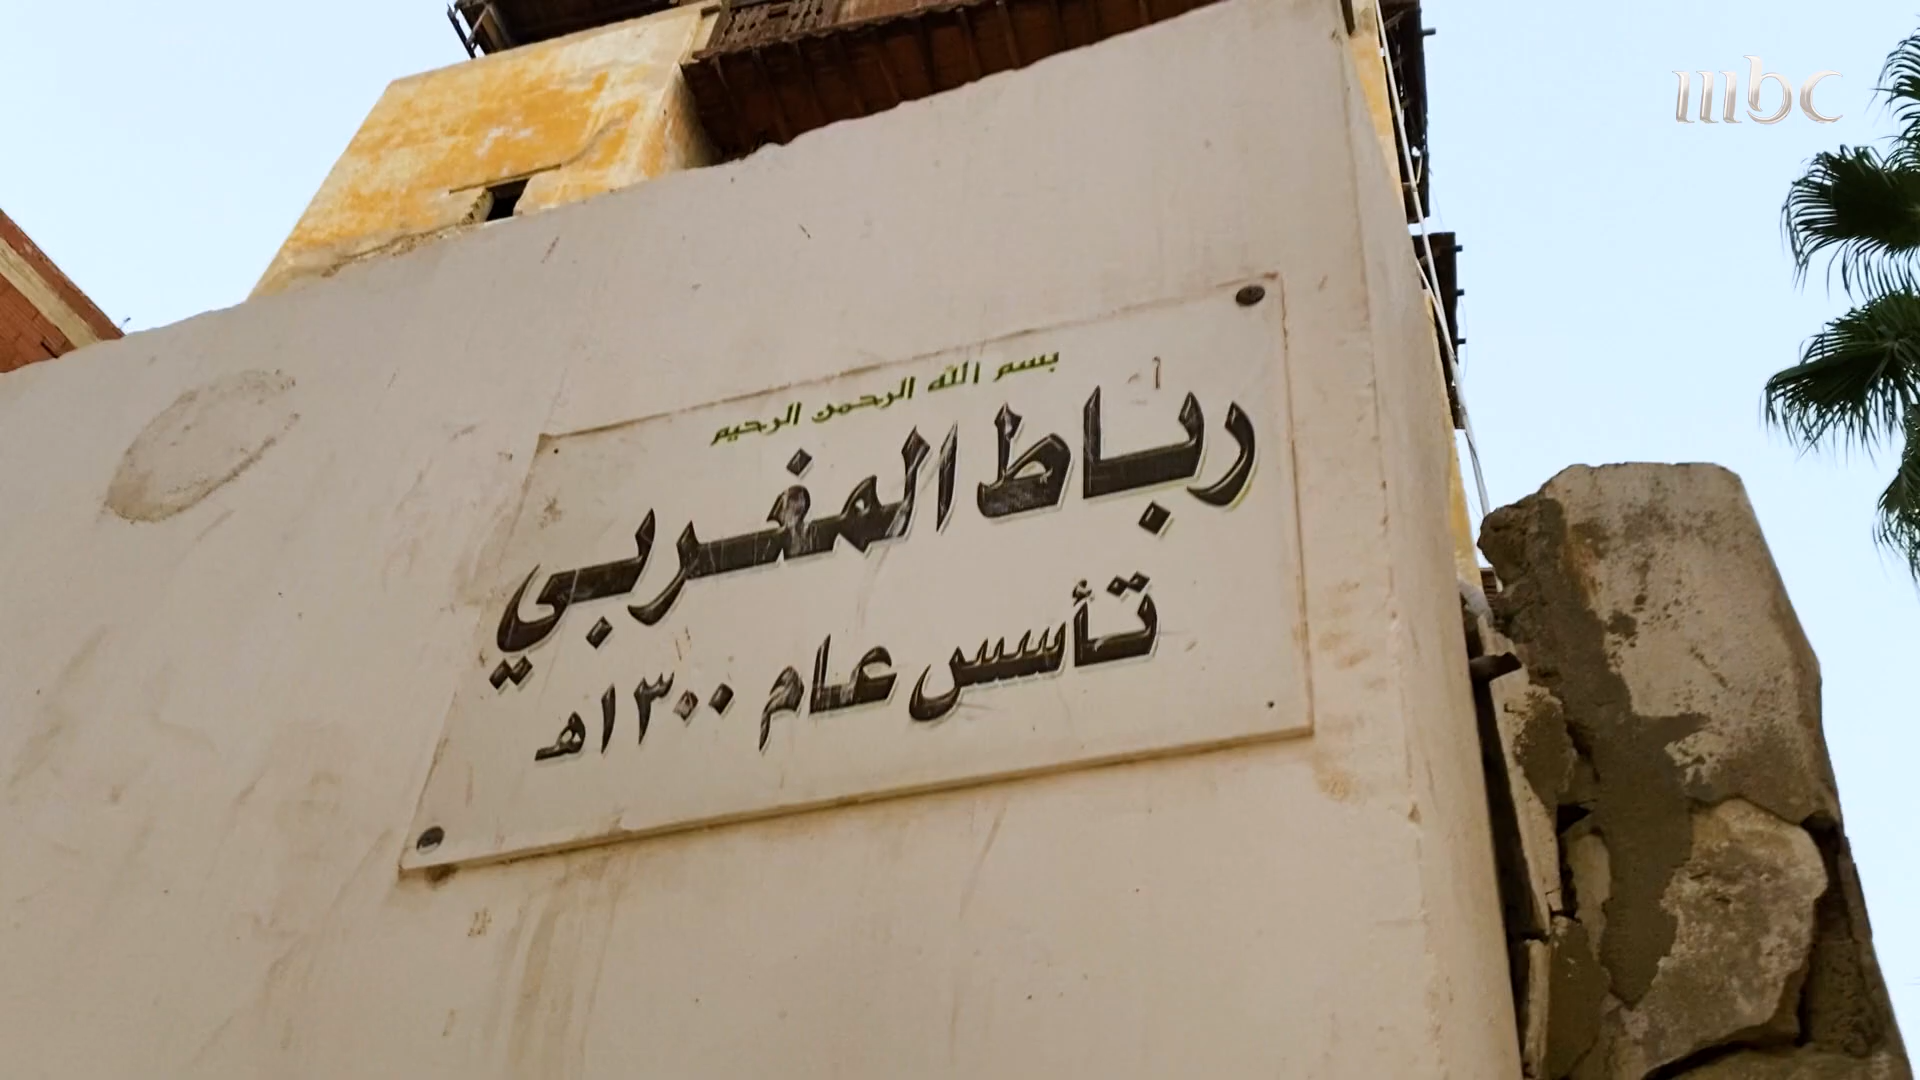 mbc
بسم الله الرحمن الرحيم
رباط المغربي
تأسس عام ١٣٠٠هـ